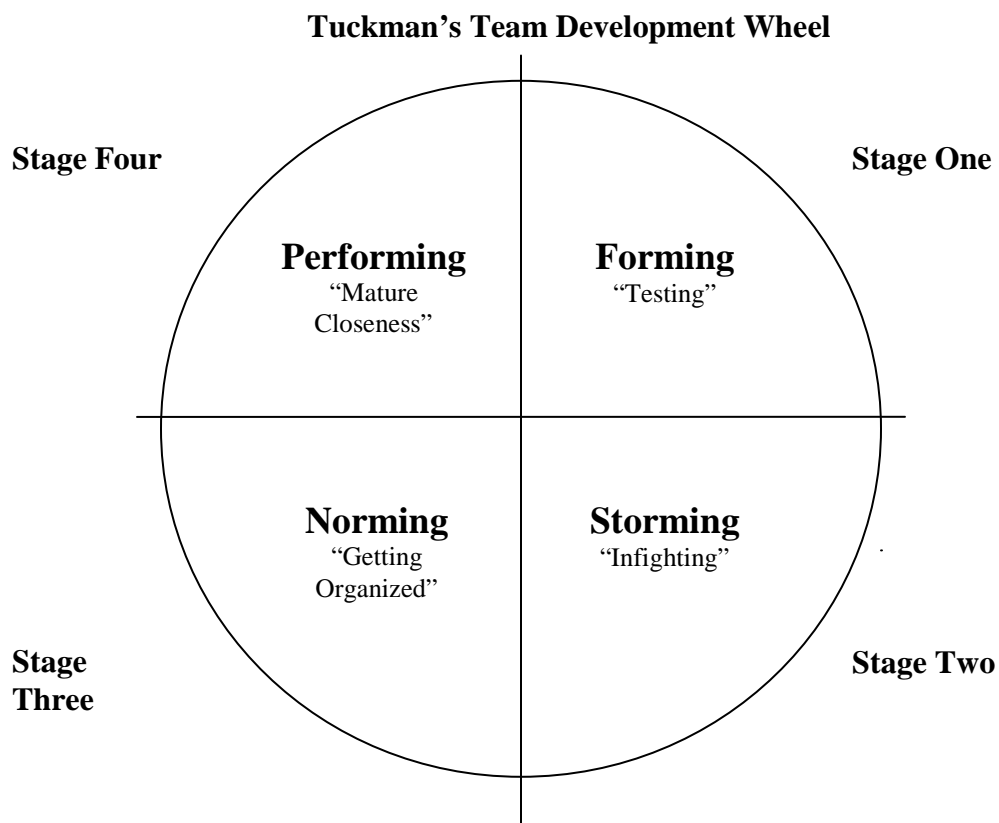 Tuckman’s Team Development Wheel
Stage Four
Stage One
Performing
“Mature
Closeness”
Forming
“Testing”
Norming
“Getting
Organized”
Storming
“Infighting”
Stage
Three
Stage Two